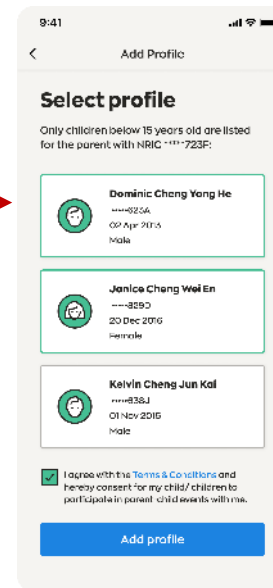 9:41
Add Profile
Select profile
Only children below 15 years old are listed
for the parent with NRIC *****723F:
Dominic Cheng Yong He
*****623A
02 Apr 2013
Male
Janice Cheng Wei En
20 Dec 2016
Female
Kelvin Cheng Jun Kai
*****638J
01 Nov 2015
Male
I agree with the Terms & Conditions and
hereby consent for my child/ children to
participate in parent-child events with me.
Add profile